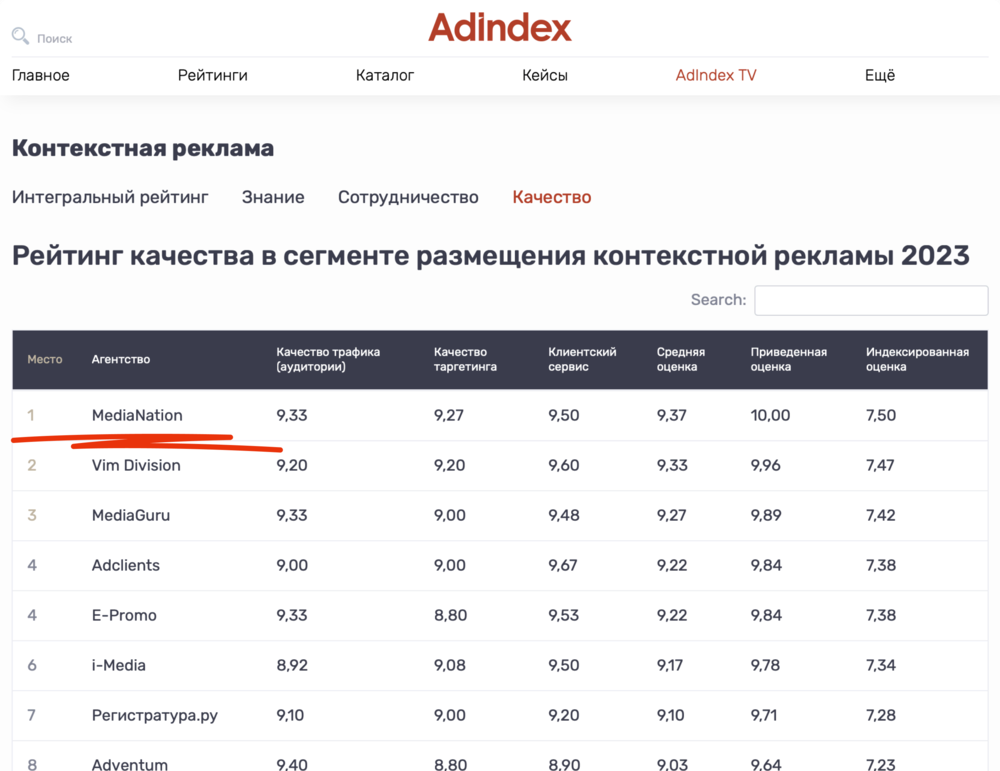 Поиск
Adindex
Главное Рейтинги Каталог Кейсы AdIndex TV Ещё
Контекстная реклама
Интегральный рейтинг Знание Сотрудничество Качество
Рейтинг качества в сегменте размещения контекстной рекламы 2023
Search:
Место Агентство Качество трафика (аудитории) Качество таргетинга Клиентский сервис Средняя оценка Приведенная оценка Индексированная оценка
1 MediaNation 9,33 9,27 9,50 9,37 10,00 7,50
2 Vim Division 9,20 9,20 9,60 9,33 9,96 7,47
3 MediaGuru 9,33 9,00 9,48 9,27 9,89 7,42
4 Adclients 9,00 9,00 9,67 9,22 9,84 7,38
4 E-Promo 9,33 8,80 9,53 9,22 9,84 7,38
6 i-Media 8,92 9,08 9,50 9,17 9,78 7,34
7 Регистратура.ру 9,10 9,00 9,20 9,10 9,71 7,28
8 Adventum 9,40 8,80 8,90 9,03 9,64 7,23